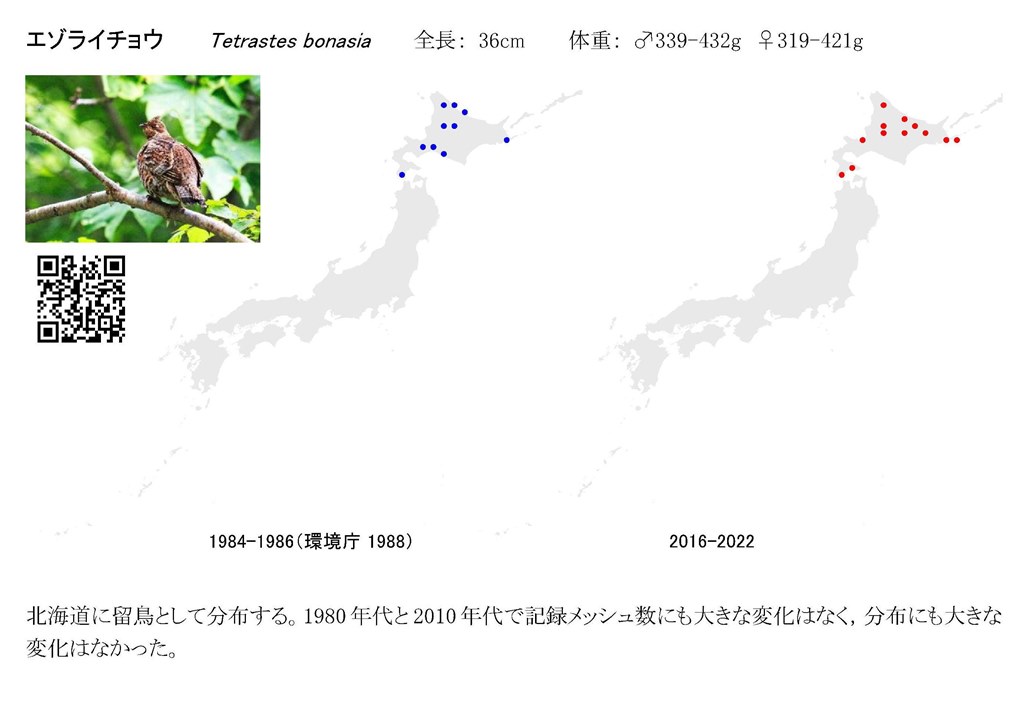 エゾライチョウ Tetrastes bonasia 全長： 36cm 体重： ♂339-432g ♀319-421g
1984-1986（環境庁 1988） 2016-2022
北海道に留鳥として分布する。1980年代と2010年代で記録メッシュ数にも大きな変化はなく，分布にも大きな
変化はなかった。